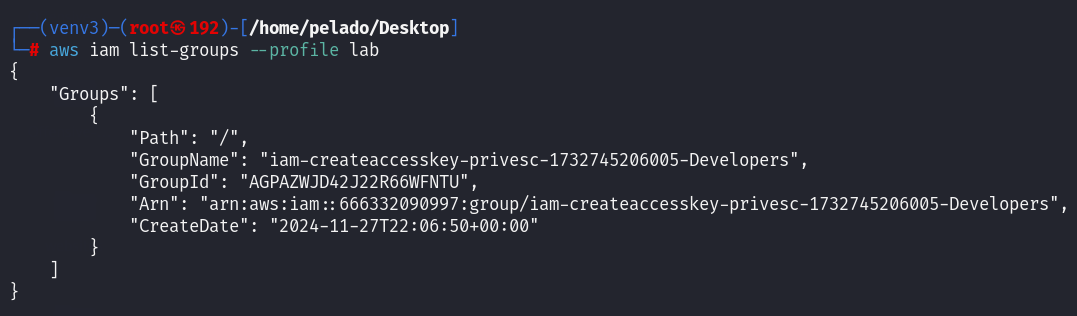 ┌──(venv3)─(root㉿192)-[/home/pelado/Desktop]
└─# aws iam list-groups --profile lab
{
    "Groups": [
        {
            "Path": "/",
            "GroupName": "iam-createaccesskey-privesc-1732745206005-Developers",
            "GroupId": "AGPAZWJD42J22R66WFNTU",
            "Arn": "arn:aws:iam::666332090997:group/iam-createaccesskey-privesc-1732745206005-Developers",
            "CreateDate": "2024-11-27T22:06:50+00:00"
        }
    ]
}